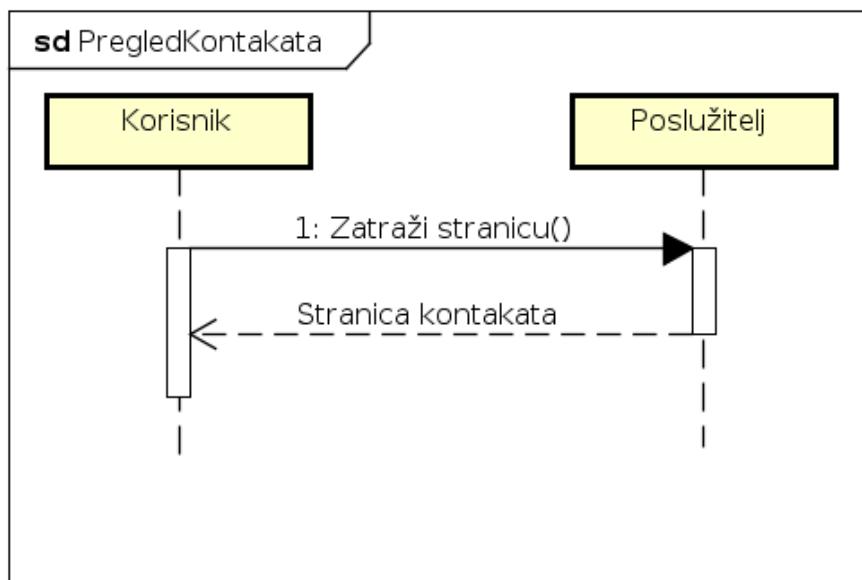 sd PregledKontakata
Korisnik
Poslužitelj
1: Zatraži stranicu()
Stranica kontakata